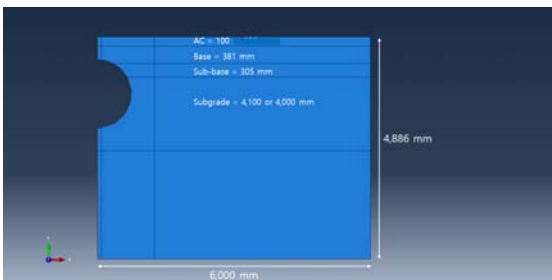 AC = 100
Base = 381 mm
Sub-base = 305 mm
Subgrade = 4,100 or 4,000 mm
4,886 mm
6,000 mm